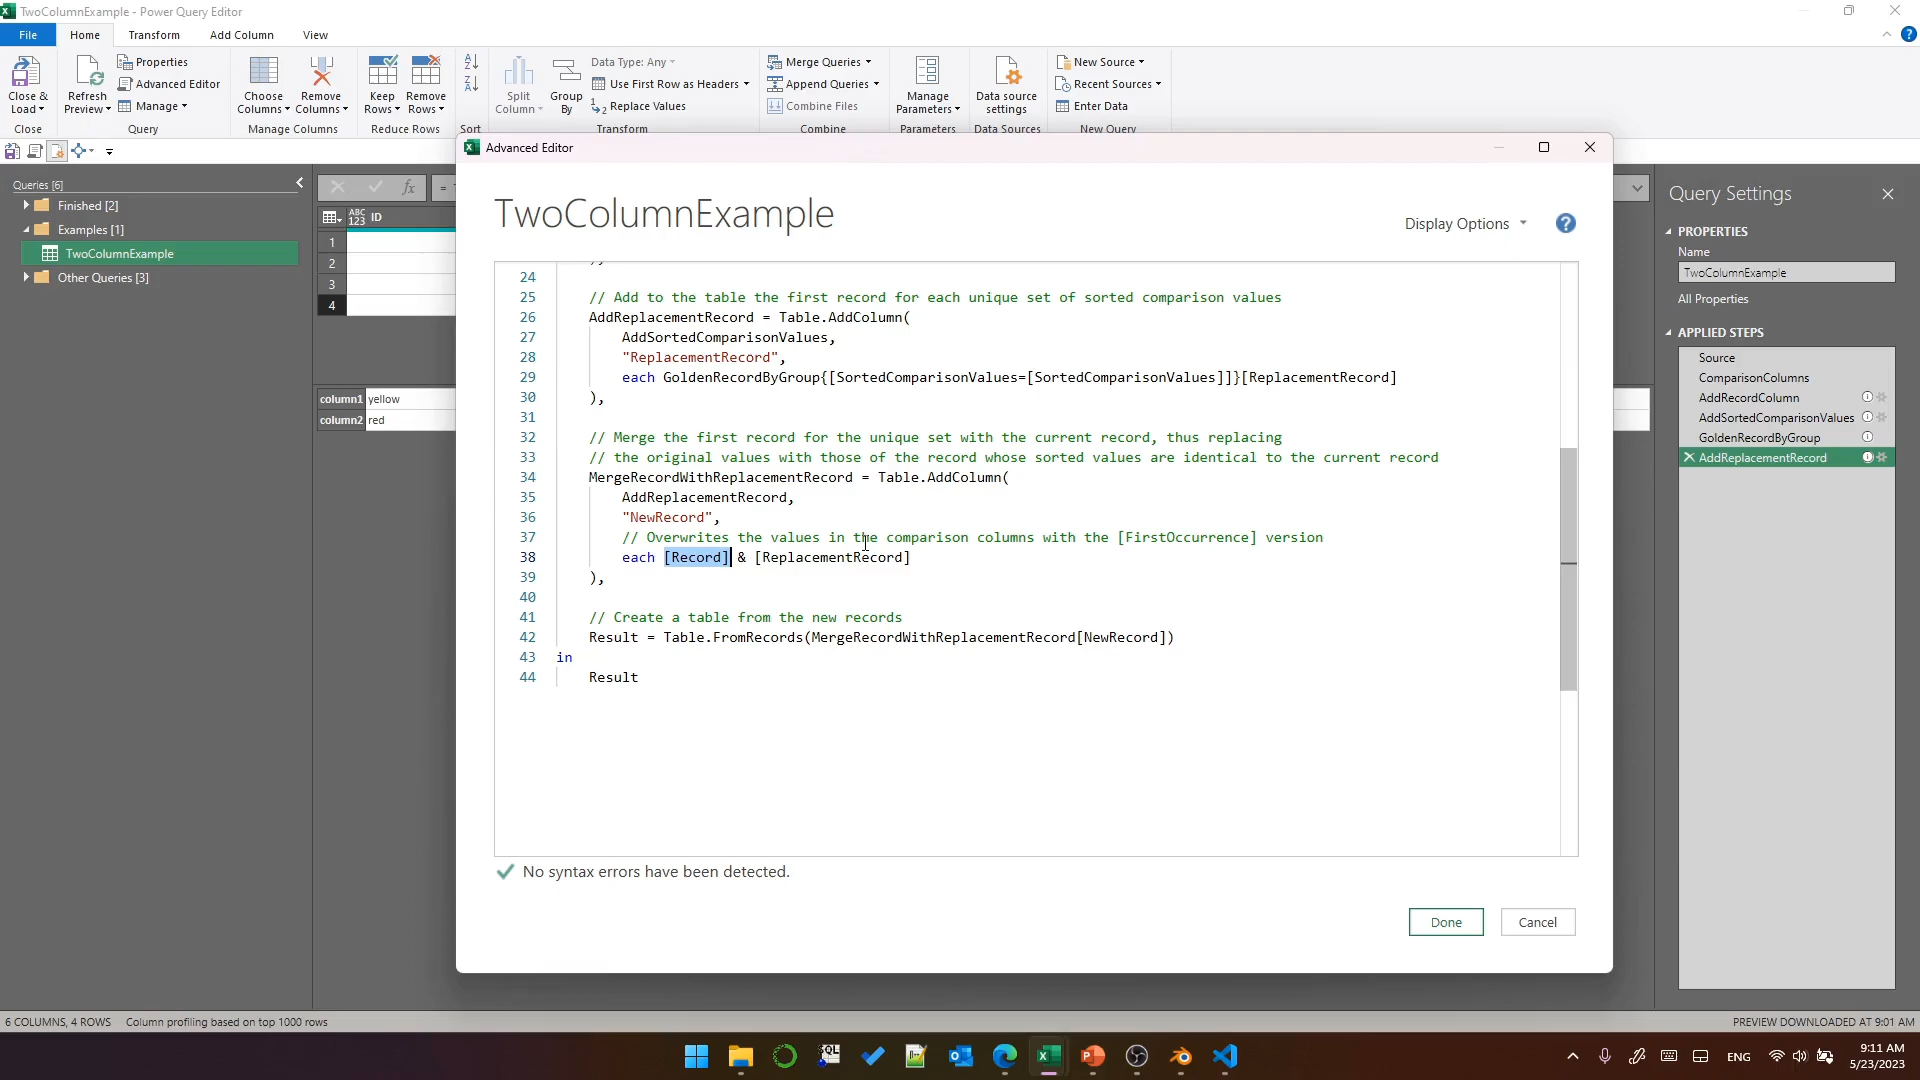 TwoColumnExample - Power Query Editor
File
Home
Transform
Add Column
View
Close & Load
Close
Refresh Preview
Properties
Advanced Editor
Manage
Query
Choose Columns
Remove Columns
Manage Columns
Keep Rows
Remove Rows
Reduce Rows
Sort
Split Column
Group By
Data Type: Any
Use First Row as Headers
Replace Values
Transform
Merge Queries
Append Queries
Combine Files
Combine
Manage Parameters
Parameters
Data source settings
Data Sources
New Source
Recent Sources
Enter Data
New Query
Queries [6]
Finished [2]
Examples [1]
TwoColumnExample
Other Queries [3]
fx
ABC 123 ID
1
2
3
4
column1 yellow
column2 red
Advanced Editor
TwoColumnExample
Display Options
24
25 // Add to the table the first record for each unique set of sorted comparison values
26 AddReplacementRecord = Table.AddColumn(
27 AddSortedComparisonValues,
28 "ReplacementRecord",
29 each GoldenRecordByGroup{[SortedComparisonValues=[SortedComparisonValues]]}[ReplacementRecord]
30 ),
31
32 // Merge the first record for the unique set with the current record, thus replacing
33 // the original values with those of the record whose sorted values are identical to the current record
34 MergeRecordWithReplacementRecord = Table.AddColumn(
35 AddReplacementRecord,
36 "NewRecord",
37 // Overwrites the values in the comparison columns with the [FirstOccurrence] version
38 each [Record] & [ReplacementRecord]
39 ),
40
41 // Create a table from the new records
42 Result = Table.FromRecords(MergeRecordWithReplacementRecord[NewRecord])
43 in
44 Result
No syntax errors have been detected.
Done
Cancel
Query Settings
PROPERTIES
Name
TwoColumnExample
All Properties
APPLIED STEPS
Source
ComparisonColumns
AddRecordColumn
AddSortedComparisonValues
GoldenRecordByGroup
AddReplacementRecord
6 COLUMNS, 4 ROWS
Column profiling based on top 1000 rows
PREVIEW DOWNLOADED AT 9:01 AM
SQL
ENG
9:11 AM
5/23/2023